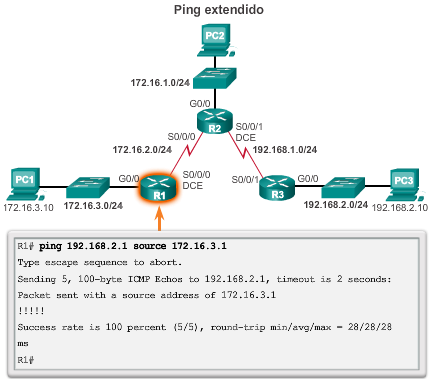 Ping extendido
PC2
172.16.1.0/24
G0/0
R2
S0/0/0
S0/0/1
DCE
172.16.2.0/24
192.168.1.0/24
S0/0/0
DCE
S0/0/1
PC1
G0/0
R1
R3
G0/0
PC3
172.16.3.10
172.16.3.0/24
192.168.2.0/24
192.168.2.10
R1# ping 192.168.2.1 source 172.16.3.1
Type escape sequence to abort.
Sending 5, 100-byte ICMP Echos to 192.168.2.1, timeout is 2 seconds:
Packet sent with a source address of 172.16.3.1
!!!!!
Success rate is 100 percent (5/5), round-trip min/avg/max = 28/28/28
ms
R1#